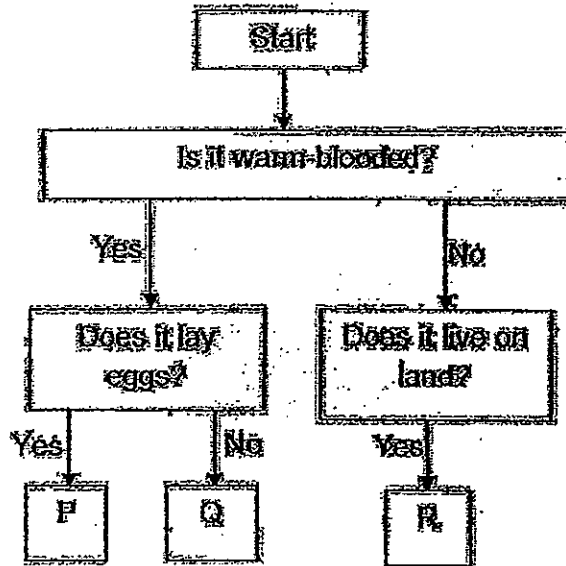 Start
Is it warm-blooded?
Yes
No
Does it lay
eggs?
Does it live on
land?
Yes
No
Yes
P
Q
R